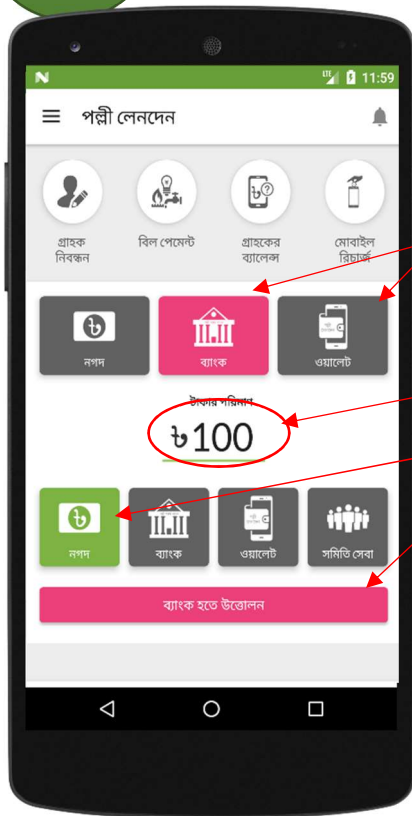 LTE 11:59
পল্লী লেনদেন
গ্রাহক নিবন্ধন
বিল পেমেন্ট
গ্রাহকের ব্যালেন্স
মোবাইল রিচার্জ
নগদ
ব্যাংক
ওয়ালেট
টাকার পরিমাণ
৳100
নগদ
ব্যাংক
ওয়ালেট
সমিতি সেবা
ব্যাংক হতে উত্তোলন